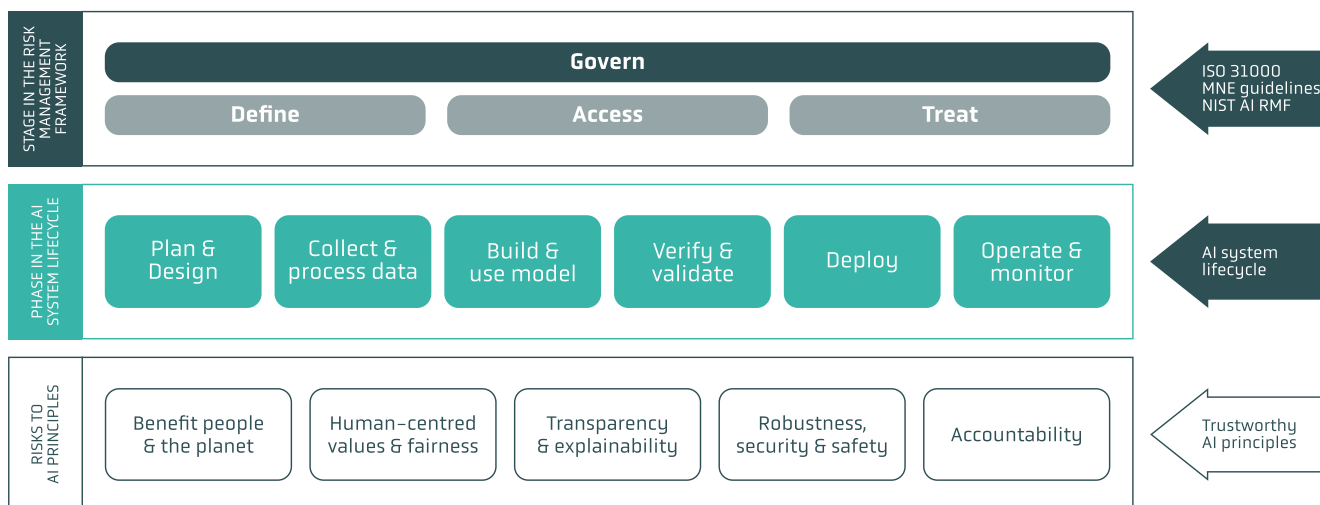 STAGE IN THE RISK
MANAGEMENT
FRAMEWORK
Govern
Define
Access
Treat
ISO 31000
MNE guidelines
NIST AI RMF
PHASE IN THE AI
SYSTEM LIFECYCLE
Plan &
Design
Collect &
process data
Build &
use model
Verify &
validate
Deploy
Operate &
monitor
AI system
lifecycle
RISKS TO
AI PRINCIPLES
Benefit people
& the planet
Human-centred
values & fairness
Transparency
& explainability
Robustness,
security & safety
Accountability
Trustworthy
AI principles